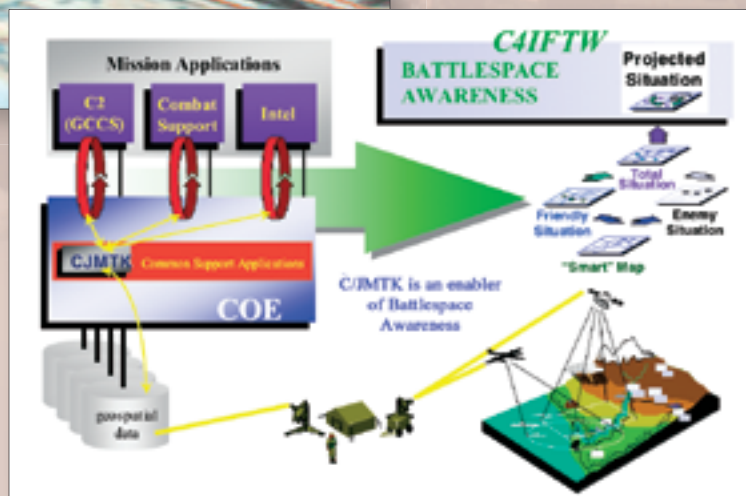 Mission Applications
C2
(GCCS)
Combat
Support
Intel
CJMTK
Common Support Applications
COE
geospatial
data
C4IFTW
BATTLESPACE
AWARENESS
Projected
Situation
Total
Situation
Friendly
Situation
Enemy
Situation
"Smart" Map
C/JMTK is an enabler
of Battlespace
Awareness